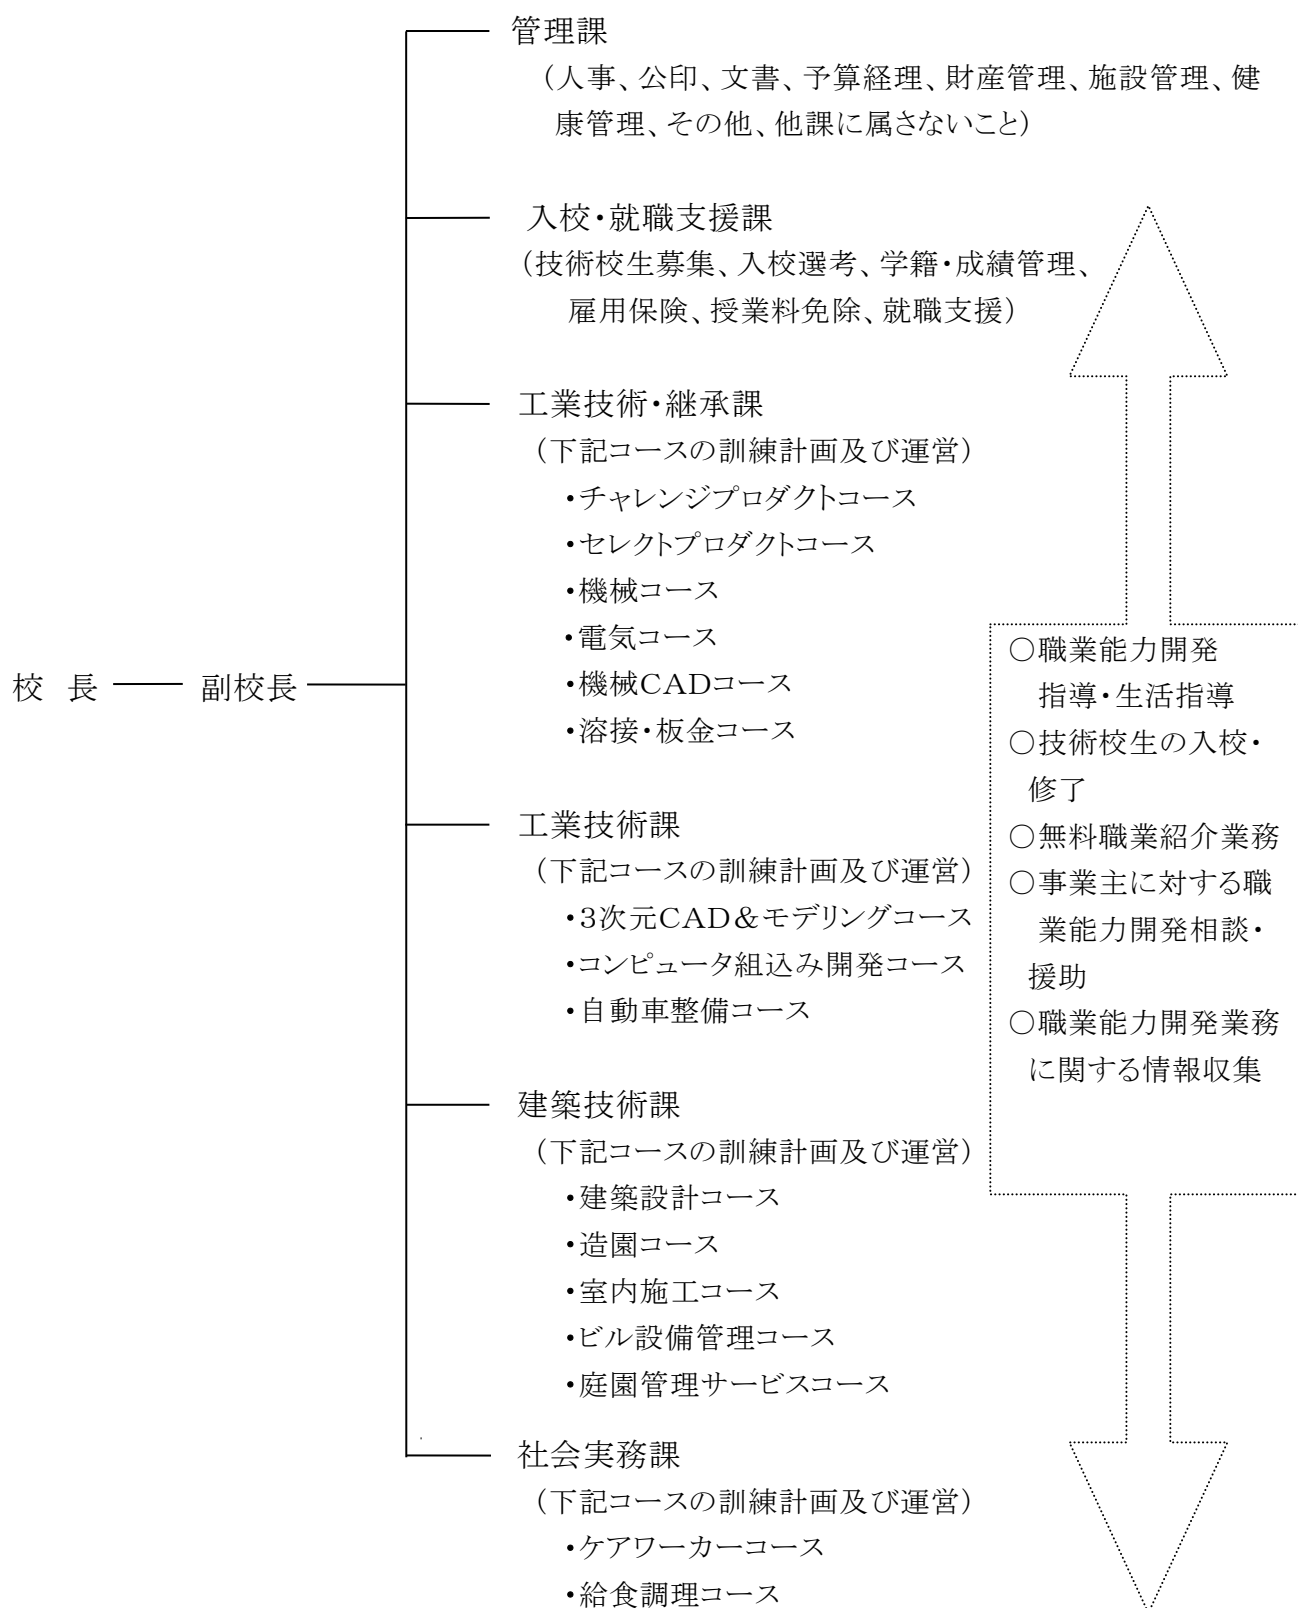 管理課
（人事、公印、文書、予算経理、財産管理、施設管理、健
康管理、その他、他課に属さないこと）
入校・就職支援課
（技術校生募集、入校選考、学籍・成績管理、
雇用保険、授業料免除、就職支援）
工業技術・継承課
（下記コースの訓練計画及び運営）
・チャレンジプロダクトコース
・セレクトプロダクトコース
・機械コース
・電気コース
・機械CADコース
・溶接・板金コース
校 長 副校長
工業技術課
（下記コースの訓練計画及び運営）
・3次元CAD＆モデリングコース
・コンピュータ組込み開発コース
・自動車整備コース
建築技術課
（下記コースの訓練計画及び運営）
・建築設計コース
・造園コース
・室内施工コース
・ビル設備管理コース
・庭園管理サービスコース
社会実務課
（下記コースの訓練計画及び運営）
・ケアワーカーコース
・給食調理コース
○職業能力開発
指導・生活指導
○技術校生の入校・
修了
○無料職業紹介業務
○事業主に対する職
業能力開発相談・
援助
○職業能力開発業務
に関する情報収集